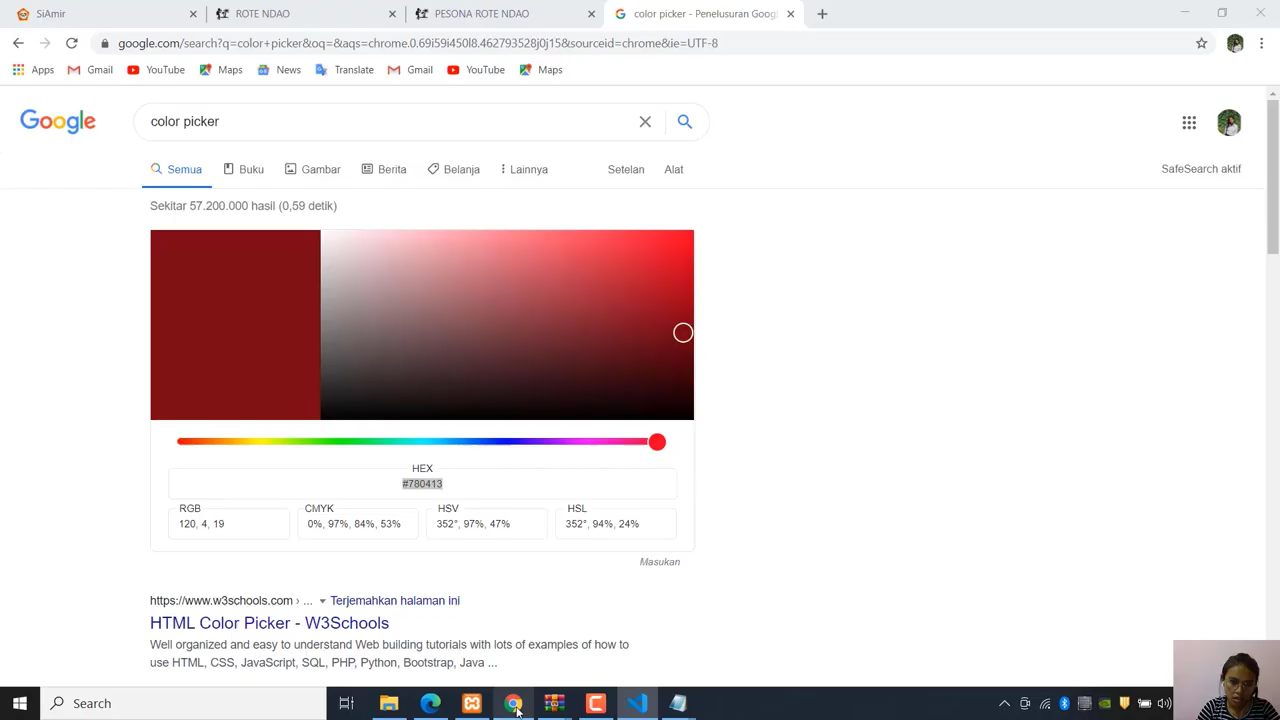 SiAmir
ROTE NDAO
PESONA ROTE NDAO
color picker - Penelusuran Goog
google.com/search?q=color+picker&oq=&aqs=chrome.0.69i59i450l8.462793528j0j15&sourceid=chrome&ie=UTF-8
Apps Gmail YouTube Maps News Translate Gmail YouTube Maps
Google
color picker
Semua Buku Gambar Berita Belanja Lainnya Setelan Alat
SafeSearch aktif
Sekitar 57.200.000 hasil (0,59 detik)
HEX
#780413
RGB
120, 4, 19
CMYK
0%, 97%, 84%, 53%
HSV
352°, 97%, 47%
HSL
352°, 94%, 24%
Masukan
https://www.w3schools.com › ... Terjemahkan halaman ini
HTML Color Picker - W3Schools
Well organized and easy to understand Web building tutorials with lots of examples of how to
use HTML, CSS, JavaScript, SQL, PHP, Python, Bootstrap, Java ...
Search